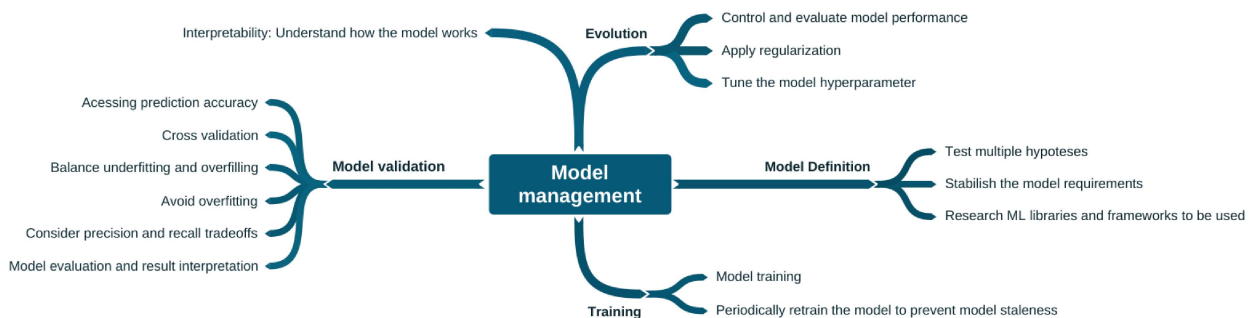 Interpretability: Understand how the model works
Evolution
Control and evaluate model performance
Apply regularization
Tune the model hyperparameter
Acessing prediction accuracy
Cross validation
Balance underfitting and overfilling
Avoid overfitting
Consider precision and recall tradeoffs
Model evaluation and result interpretation
Model validation
Model
management
Model Definition
Test multiple hypoteses
Stabilish the model requirements
Research ML libraries and frameworks to be used
Training
Model training
Periodically retrain the model to prevent model staleness